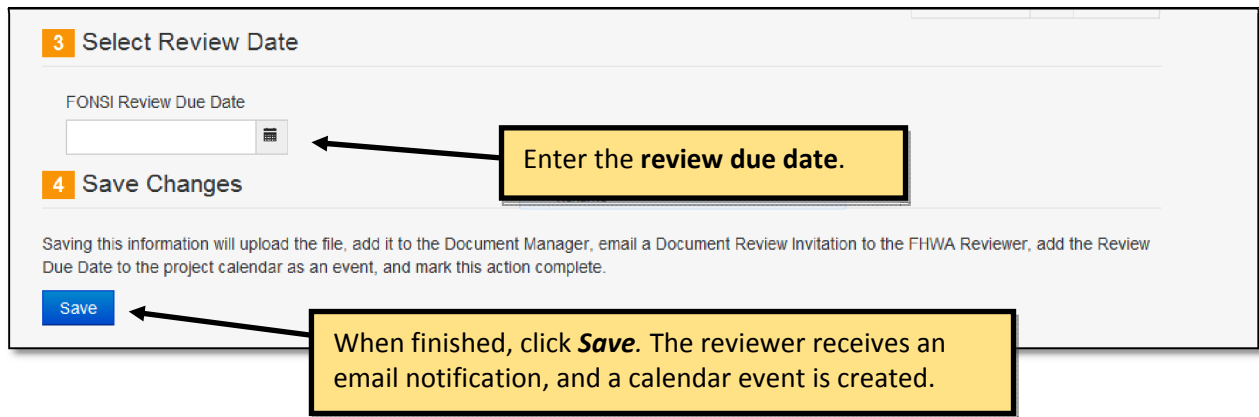 3 Select Review Date
FONSI Review Due Date
Enter the review due date.
4 Save Changes
Saving this information will upload the file, add it to the Document Manager, email a Document Review Invitation to the FHWA Reviewer, add the Review
Due Date to the project calendar as an event, and mark this action complete.
Save
When finished, click Save. The reviewer receives an
email notification, and a calendar event is created.